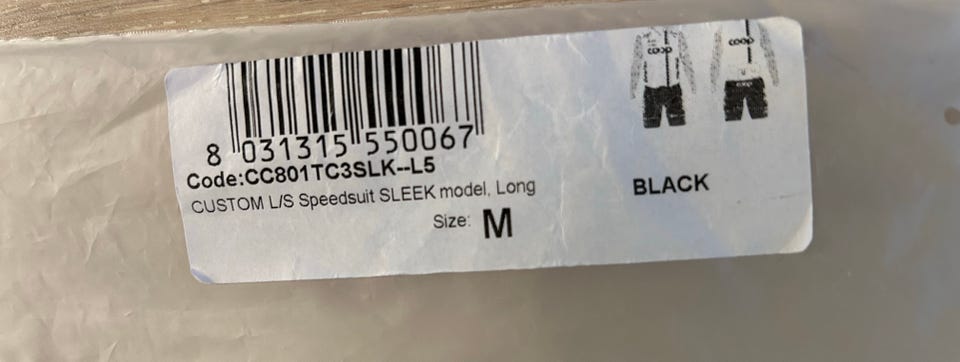 8 031315 550067
Code:CC801TC3SLK--L5
CUSTOM L/S Speedsuit SLEEK model, Long
Size: M
BLACK